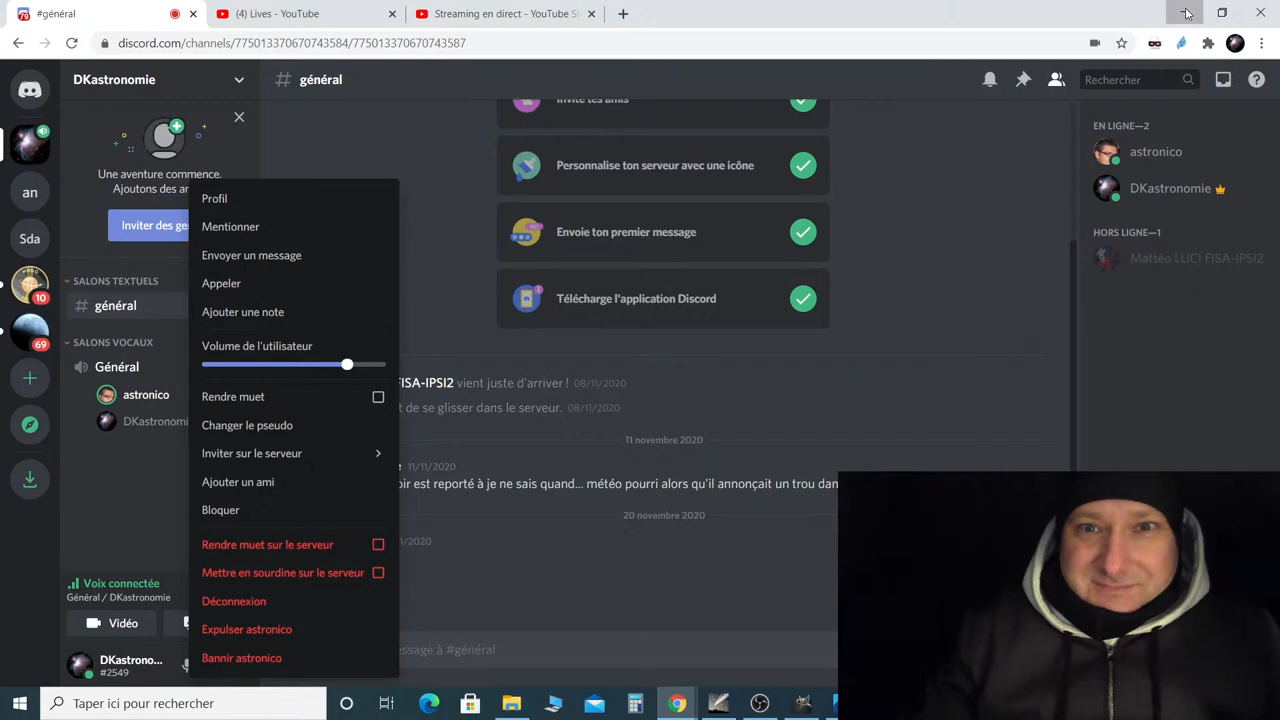 #général
(4) Lives - YouTube
Streaming en direct - YouTube St
discord.com/channels/775013370670743584/775013370670743587
DKastronomie
général
Rechercher
Une aventure commence.
Ajoutons des
Inviter des
an
Sda
10
69
SALONS TEXTUELS
général
SALONS VOCAUX
Général
astronico
DKastronomi
Voix connectée
Général / DKastronomie
Vidéo
DKastrono...
#2549
Profil
Mentionner
Envoyer un message
Appeler
Ajouter une note
Volume de l'utilisateur
Rendre muet
Changer le pseudo
Inviter sur le serveur
Ajouter un ami
Bloquer
Rendre muet sur le serveur
Mettre en sourdine sur le serveur
Déconnexion
Expulser astronico
Bannir astronico
Invite tes amis
Personnalise ton serveur avec une icône
Envoie ton premier message
Télécharge l'application Discord
FISA-IPSI2 vient juste d'arriver ! 08/11/2020
de se glisser dans le serveur. 08/11/2020
11 novembre 2020
11/11/2020
oir est reporté à je ne sais quand... météo pourri alors qu'il annonçait un trou dan
20 novembre 2020
/2020
message à #général
EN LIGNE—2
astronico
DKastronomie
HORS LIGNE—1
Mattéo LUCI FISA-IPSI2
Taper ici pour rechercher